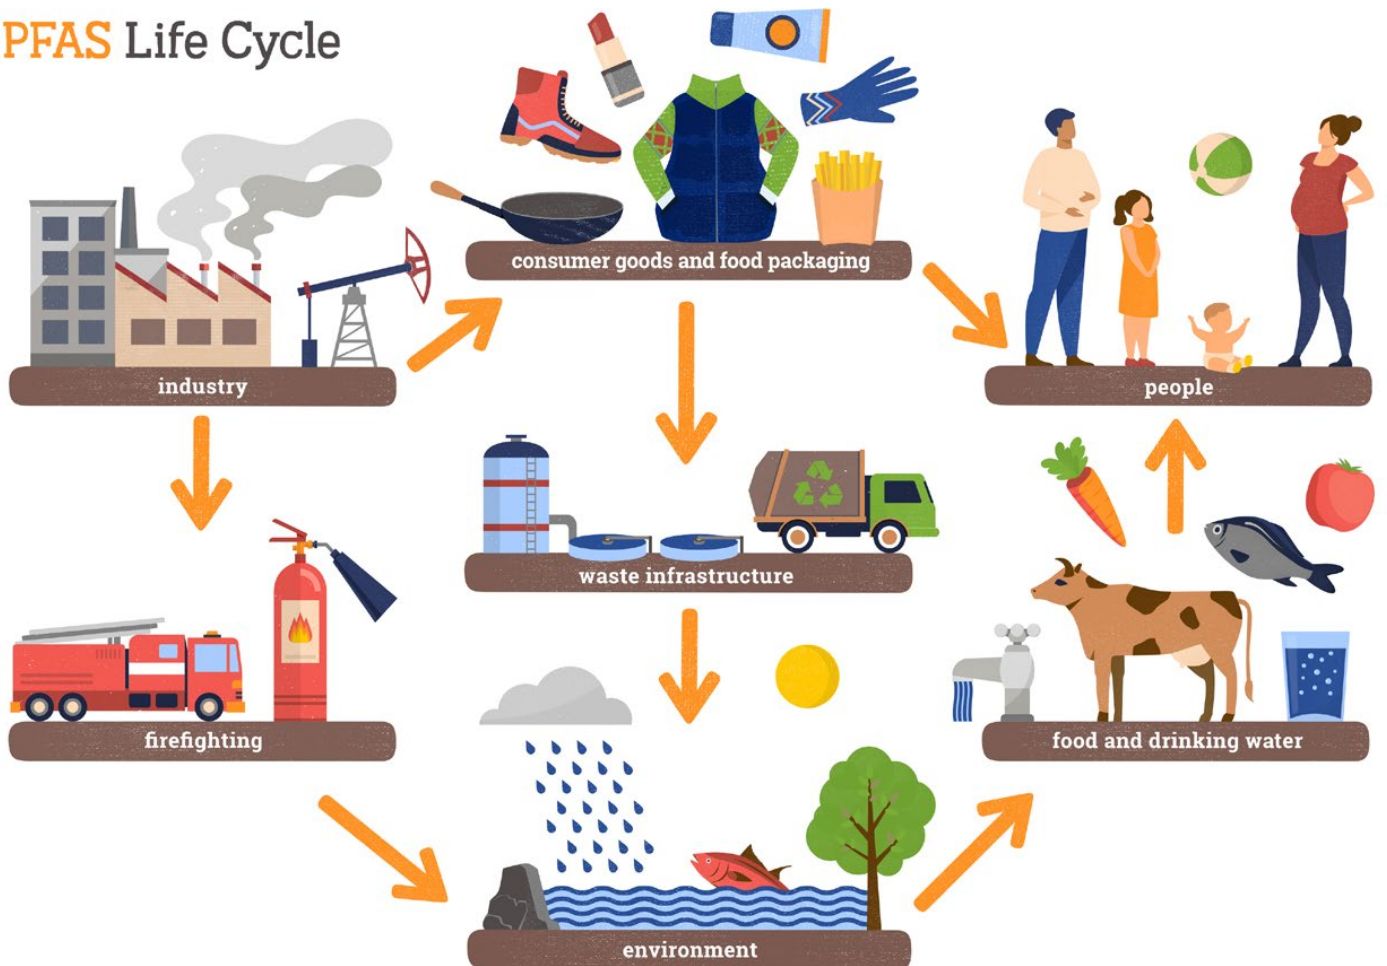 PFAS Life Cycle
consumer goods and food packaging
industry
people
waste infrastructure
firefighting
food and drinking water
environment